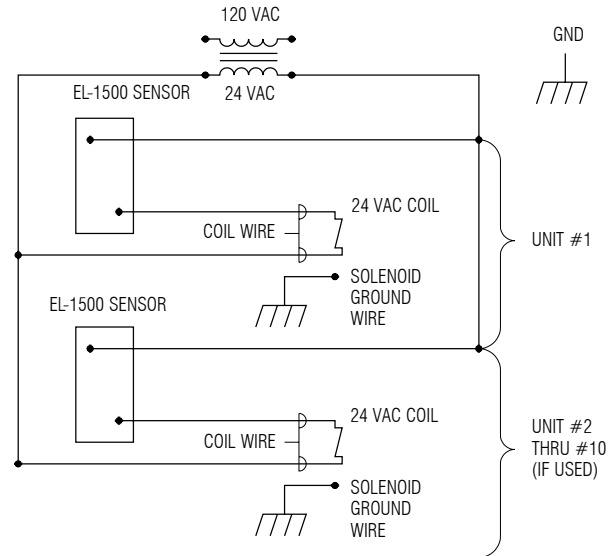 120 VAC
GND
24 VAC
EL-1500 SENSOR
24 VAC COIL
COIL WIRE
UNIT #1
SOLENOID
GROUND
WIRE
EL-1500 SENSOR
24 VAC COIL
COIL WIRE
UNIT #2
THRU #10
(IF USED)
SOLENOID
GROUND
WIRE